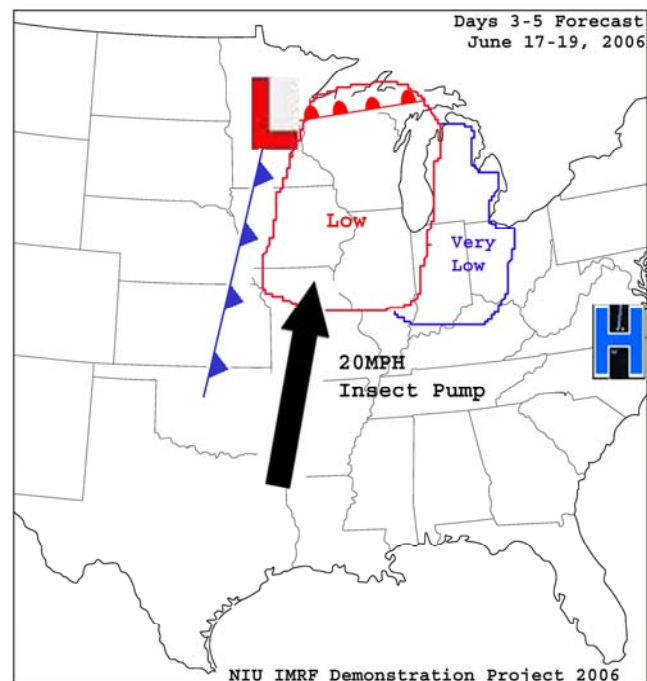 Days 3-5 Forecast
June 17-19, 2006
L
Low
Very
Low
H
20MPH
Insect Pump
NIU IMRF Demonstration Project 2006